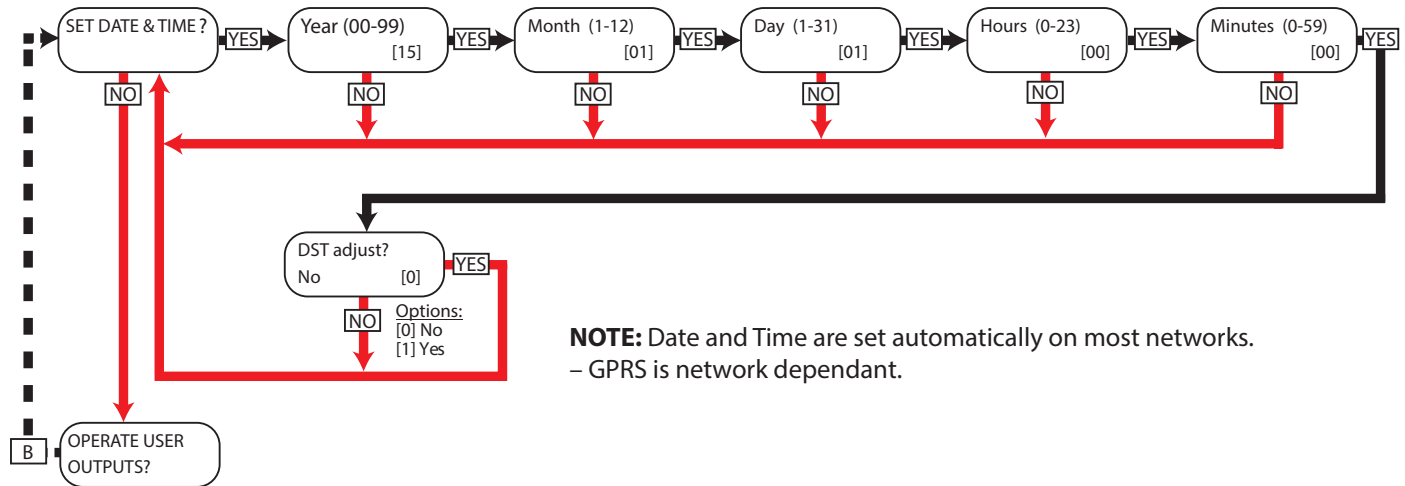 SET DATE & TIME ?
YES
Year (00-99)
[15]
YES
Month (1-12)
[01]
YES
Day (1-31)
[01]
YES
Hours (0-23)
[00]
YES
Minutes (0-59)
[00]
YES
NO
NO
NO
NO
NO
NO
DST adjust?
No [0]
YES
NO
Options:
[0] No
[1] Yes
NOTE: Date and Time are set automatically on most networks.
– GPRS is network dependant.
B
OPERATE USER
OUTPUTS?